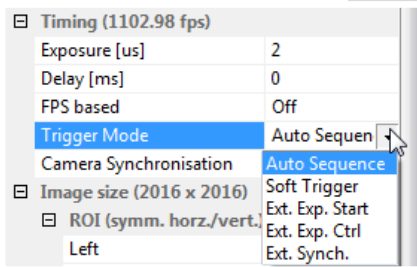 Timing (1102.98 fps)
Exposure [us] 2
Delay [ms] 0
FPS based Off
Trigger Mode Auto Sequen
Camera Synchronisation Auto Sequence
Soft Trigger
Image size (2016 x 2016) Ext. Exp. Start
ROI (symm. horz./vert.) Ext. Exp. Ctrl
Left Ext. Synch.